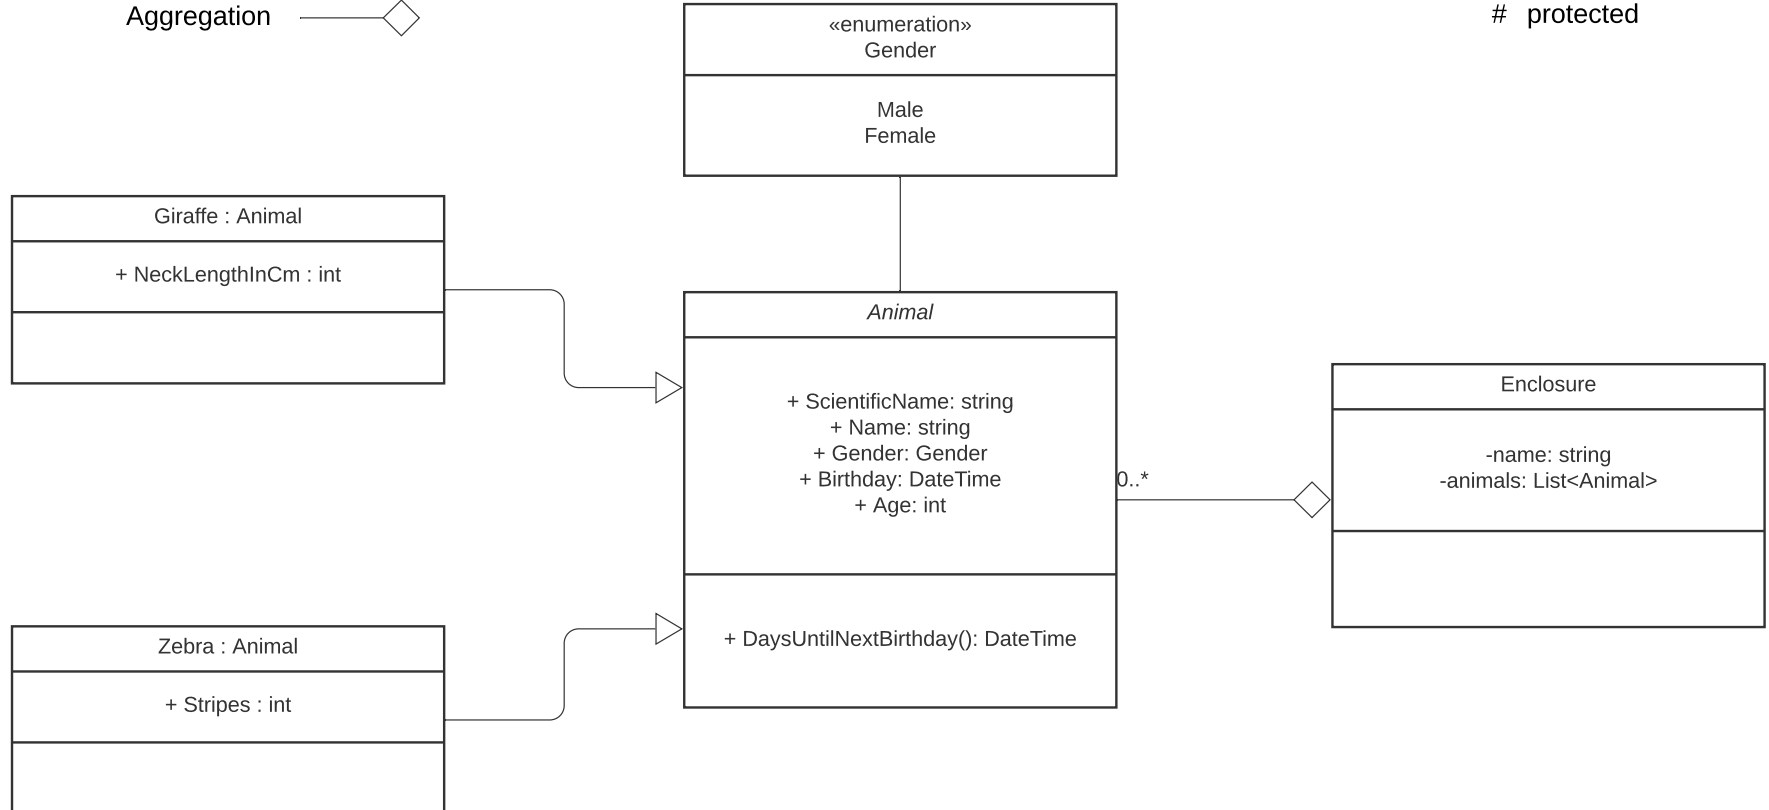 Aggregation
# protected
«enumeration»
Gender
Male
Female
Giraffe : Animal
+ NeckLengthInCm : int
Animal
+ ScientificName: string
+ Name: string
+ Gender: Gender
+ Birthday: DateTime
+ Age: int
+ DaysUntilNextBirthday(): DateTime
0..*
Enclosure
-name: string
-animals: List<Animal>
Zebra : Animal
+ Stripes : int